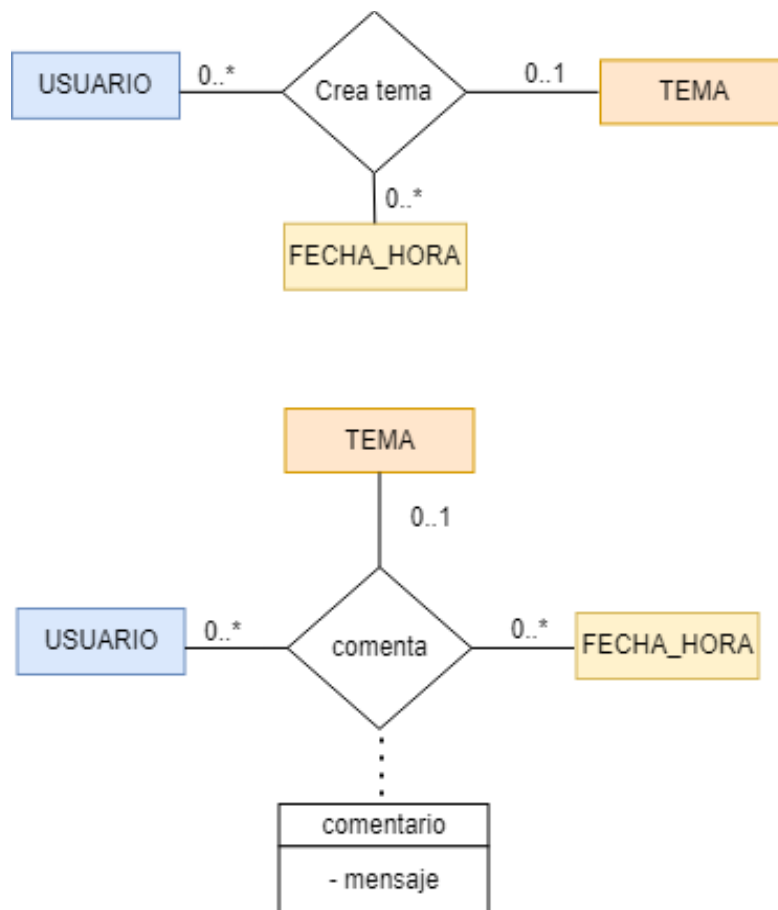 USUARIO
0..*
Crea tema
0..1
TEMA
0..*
FECHA_HORA
TEMA
0..1
USUARIO
0..*
comenta
0..*
FECHA_HORA
comentario
- mensaje